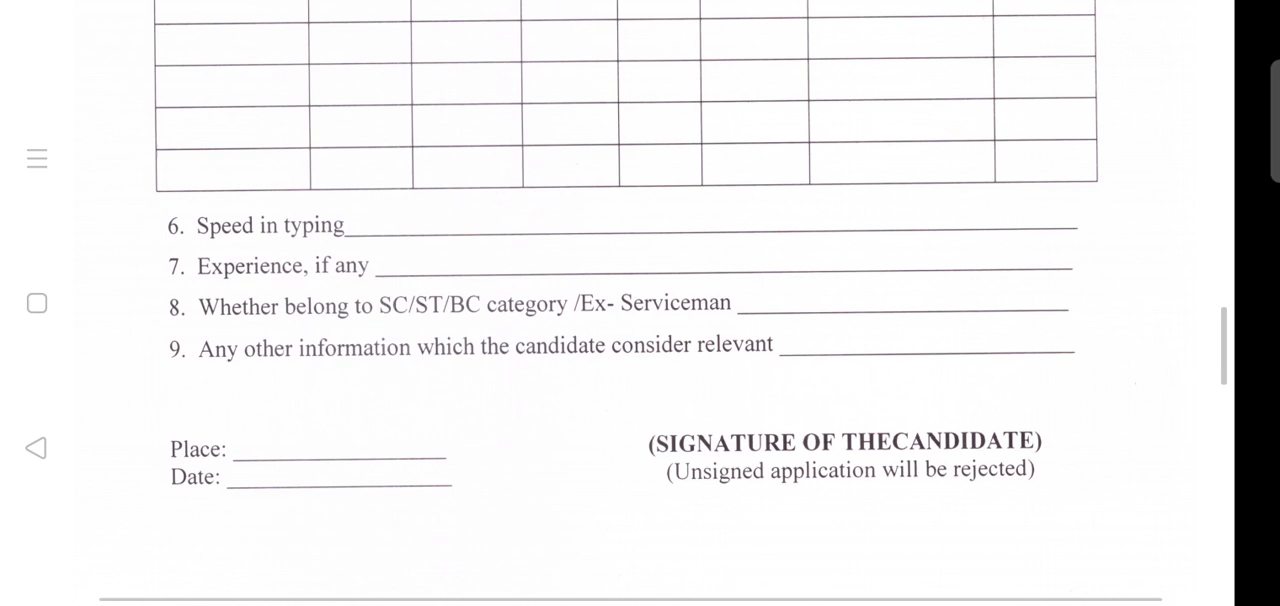 6. Speed in typing
7. Experience, if any
8. Whether belong to SC/ST/BC category /Ex- Serviceman
9. Any other information which the candidate consider relevant
Place:
(SIGNATURE OF THECANDIDATE)
Date:
(Unsigned application will be rejected)